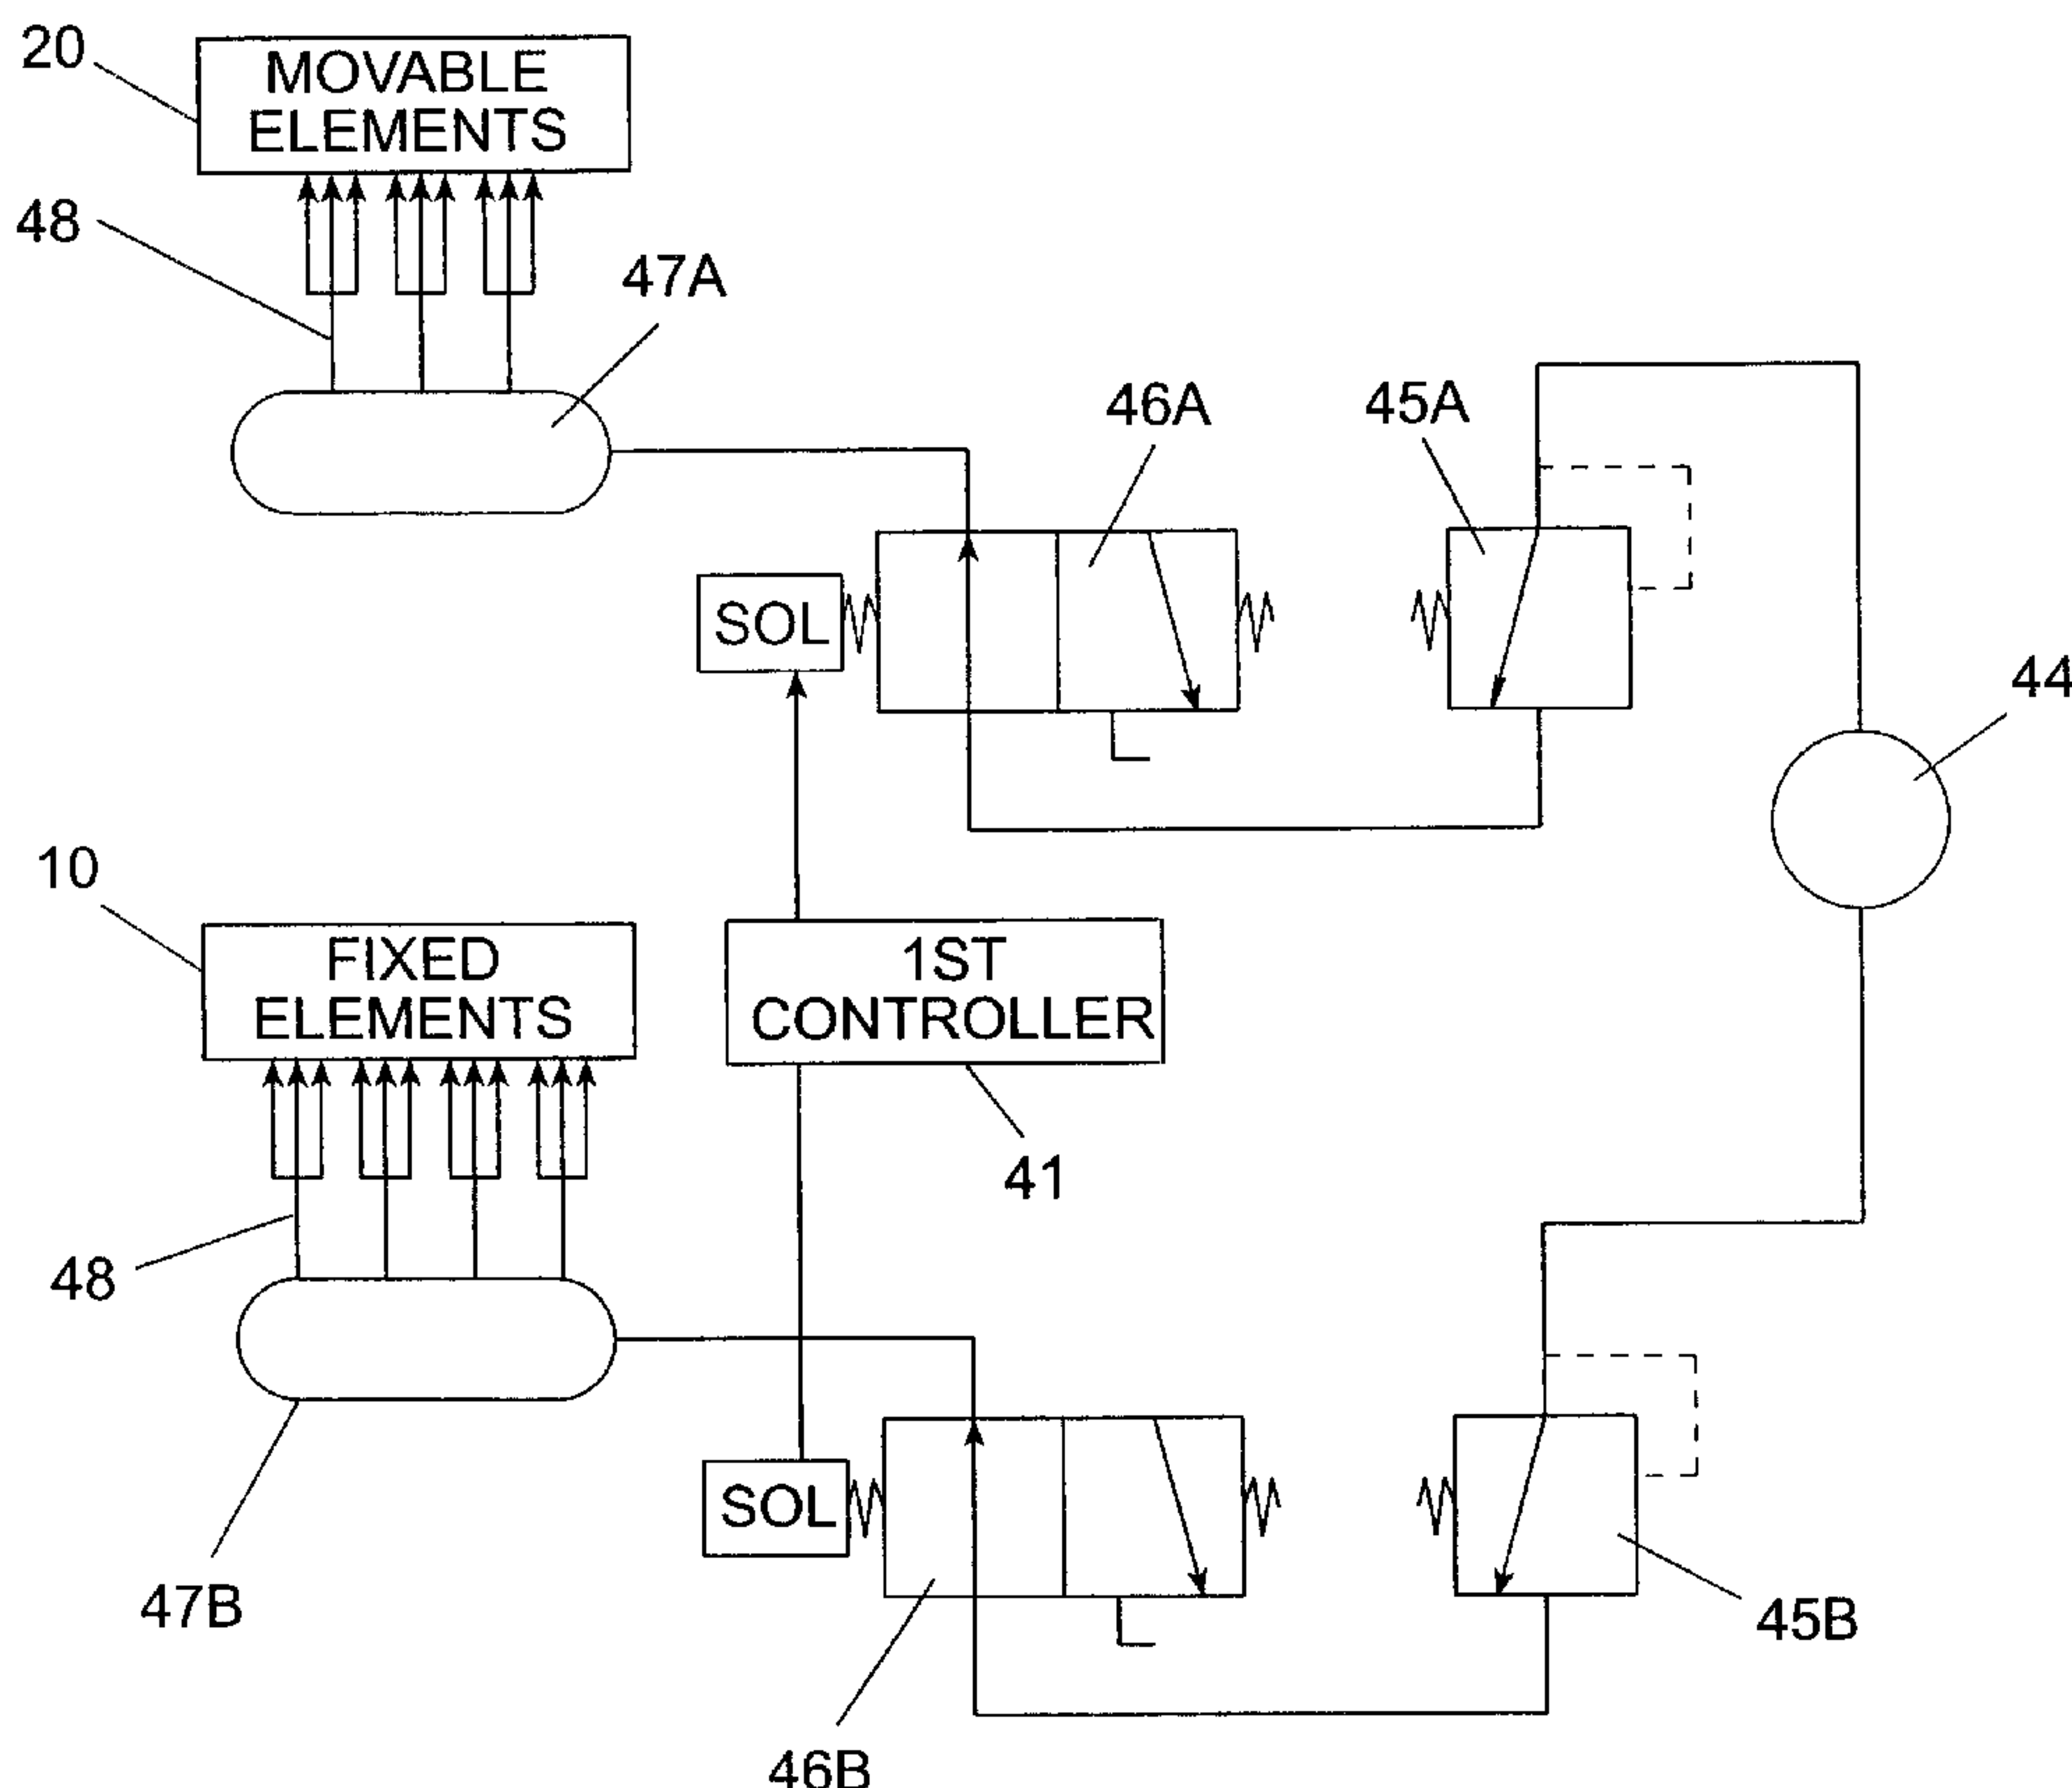 20
MOVABLE
ELEMENTS
48
47A
46A
45A
SOL
44
10
FIXED
ELEMENTS
1ST
CONTROLLER
41
48
SOL
47B
45B
46B